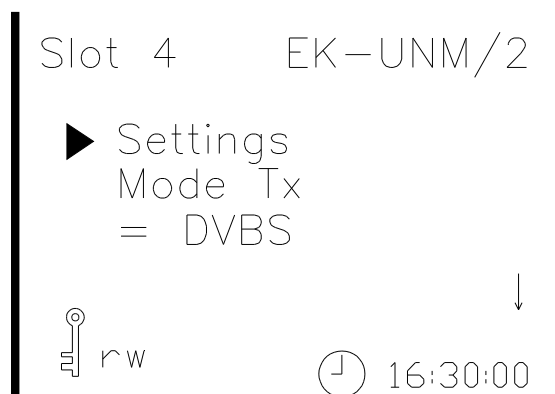 Slot 4 EK-UNM/2
Settings
Mode Tx
= DVBS
rw 16:30:00